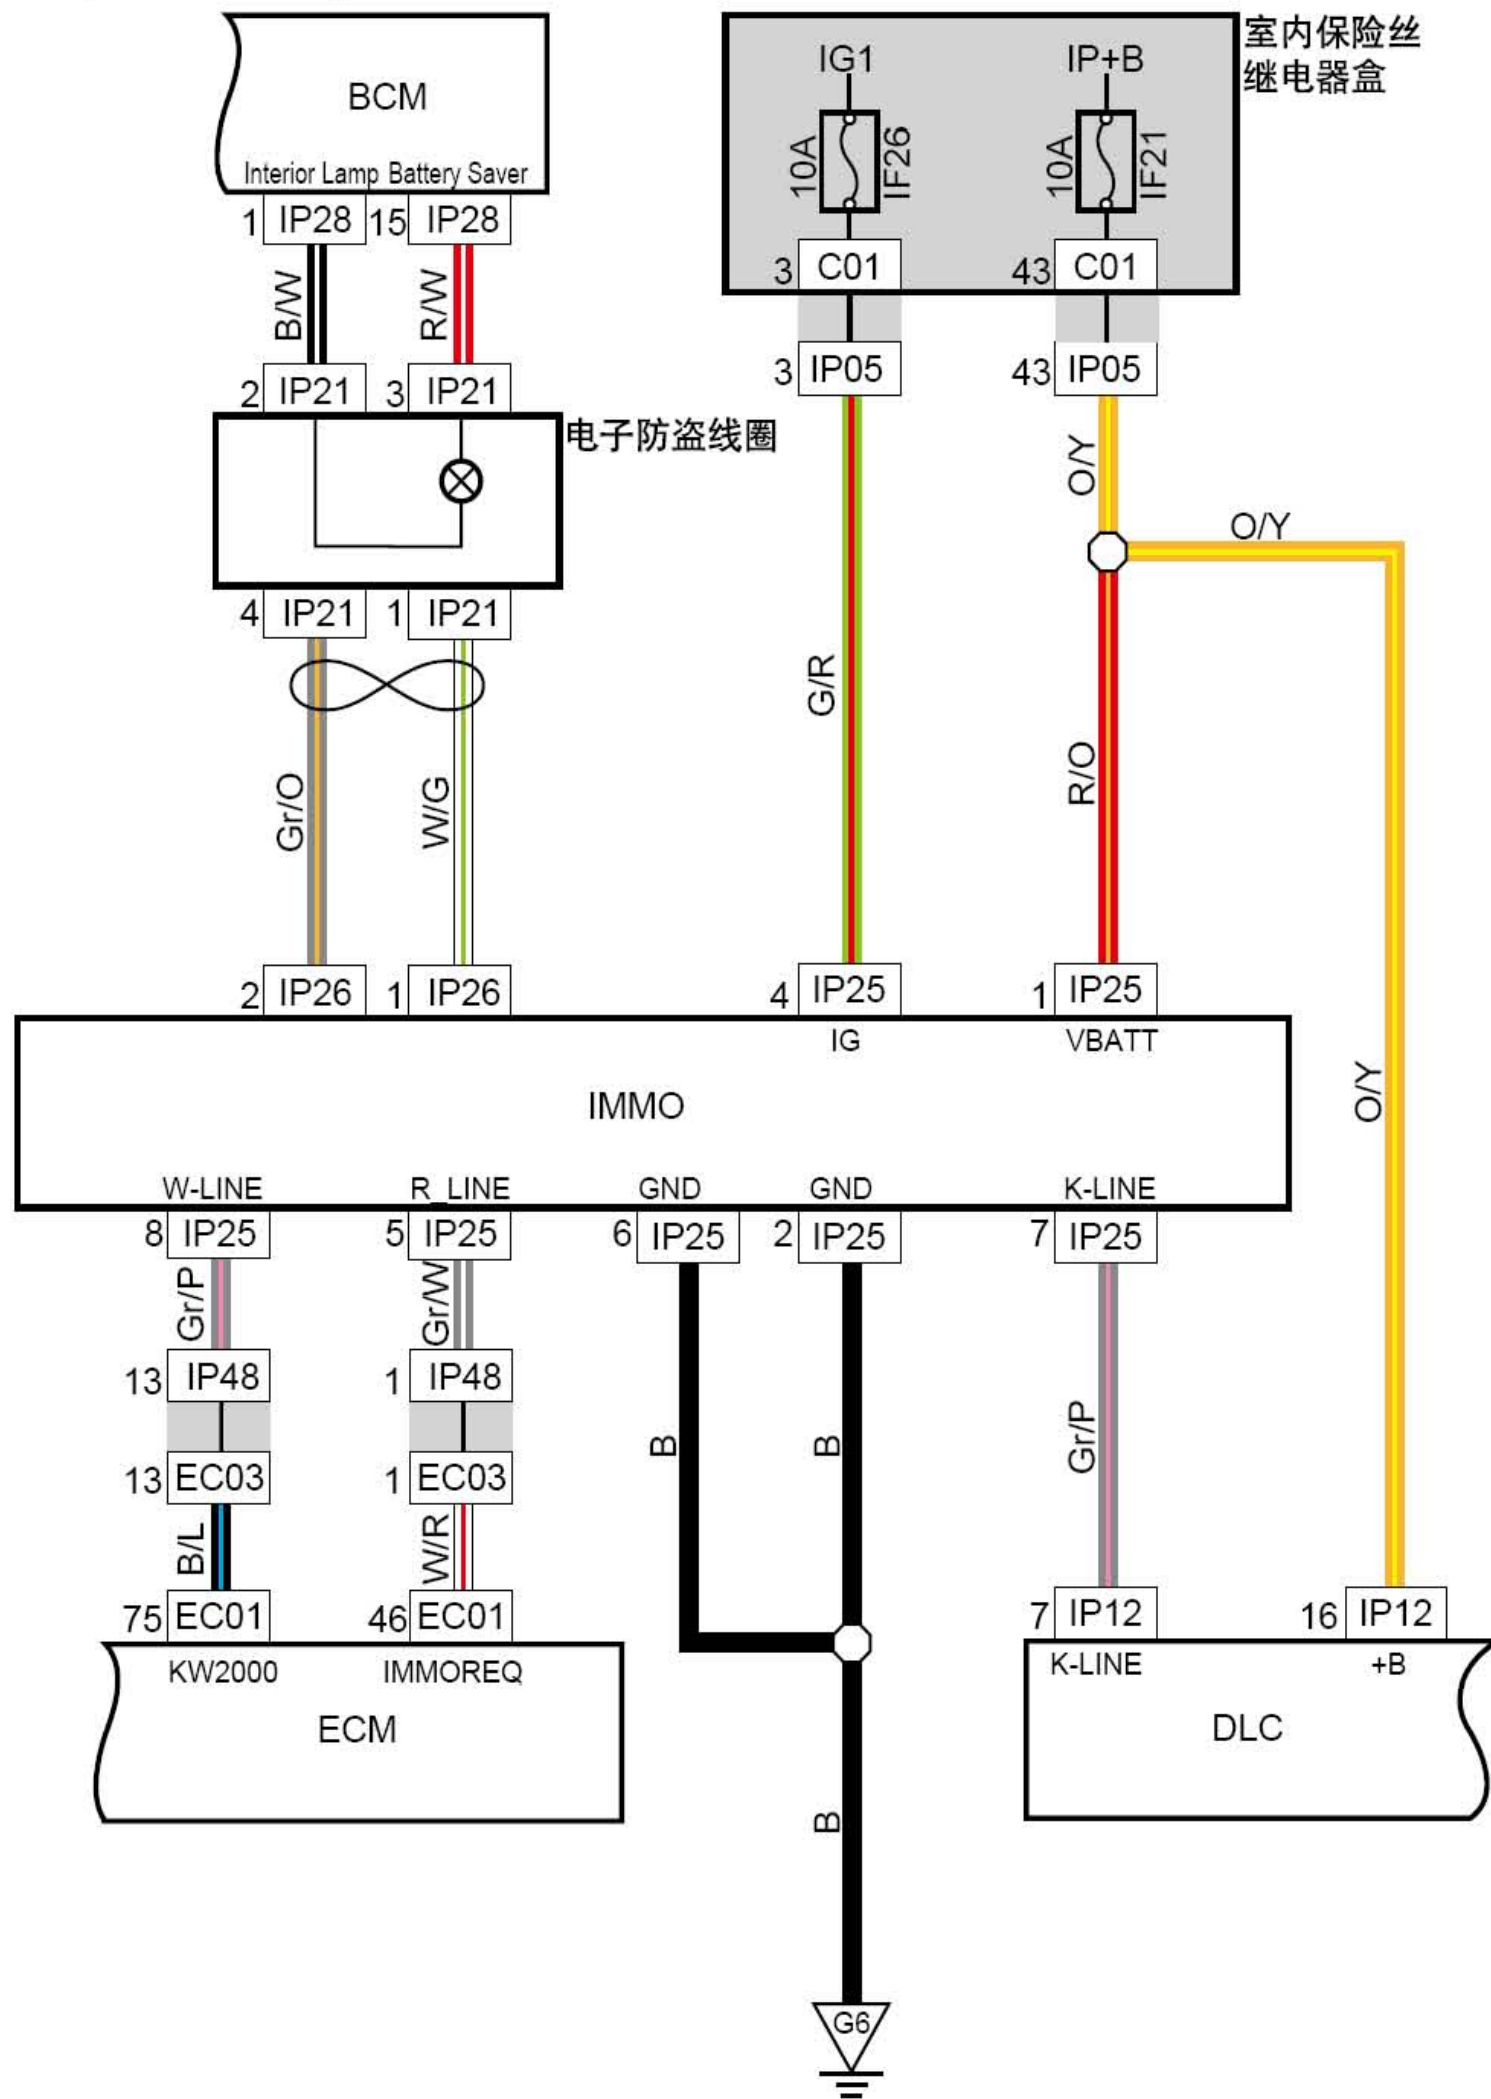 BCM
Interior Lamp Battery Saver
1 IP28 15 IP28
B/W R/W
2 IP21 3 IP21
电子防盗线圈
4 IP21 1 IP21
Gr/O W/G
2 IP26 1 IP26
室内保险丝
继电器盒
IG1 IP+B
10A IF26 10A IF21
3 C01 43 C01
3 IP05 43 IP05
O/Y
O/Y
G/R
R/O
O/Y
4 IP25 1 IP25
IG VBATT
IMMO
W-LINE R_LINE GND GND K-LINE
8 IP25 5 IP25 6 IP25 2 IP25 7 IP25
Gr/P Gr/W
13 IP48 1 IP48
B B Gr/P
13 EC03 1 EC03
B/L W/R
75 EC01 46 EC01
7 IP12 16 IP12
KW2000 IMMOREQ
K-LINE +B
ECM
DLC
B
G6